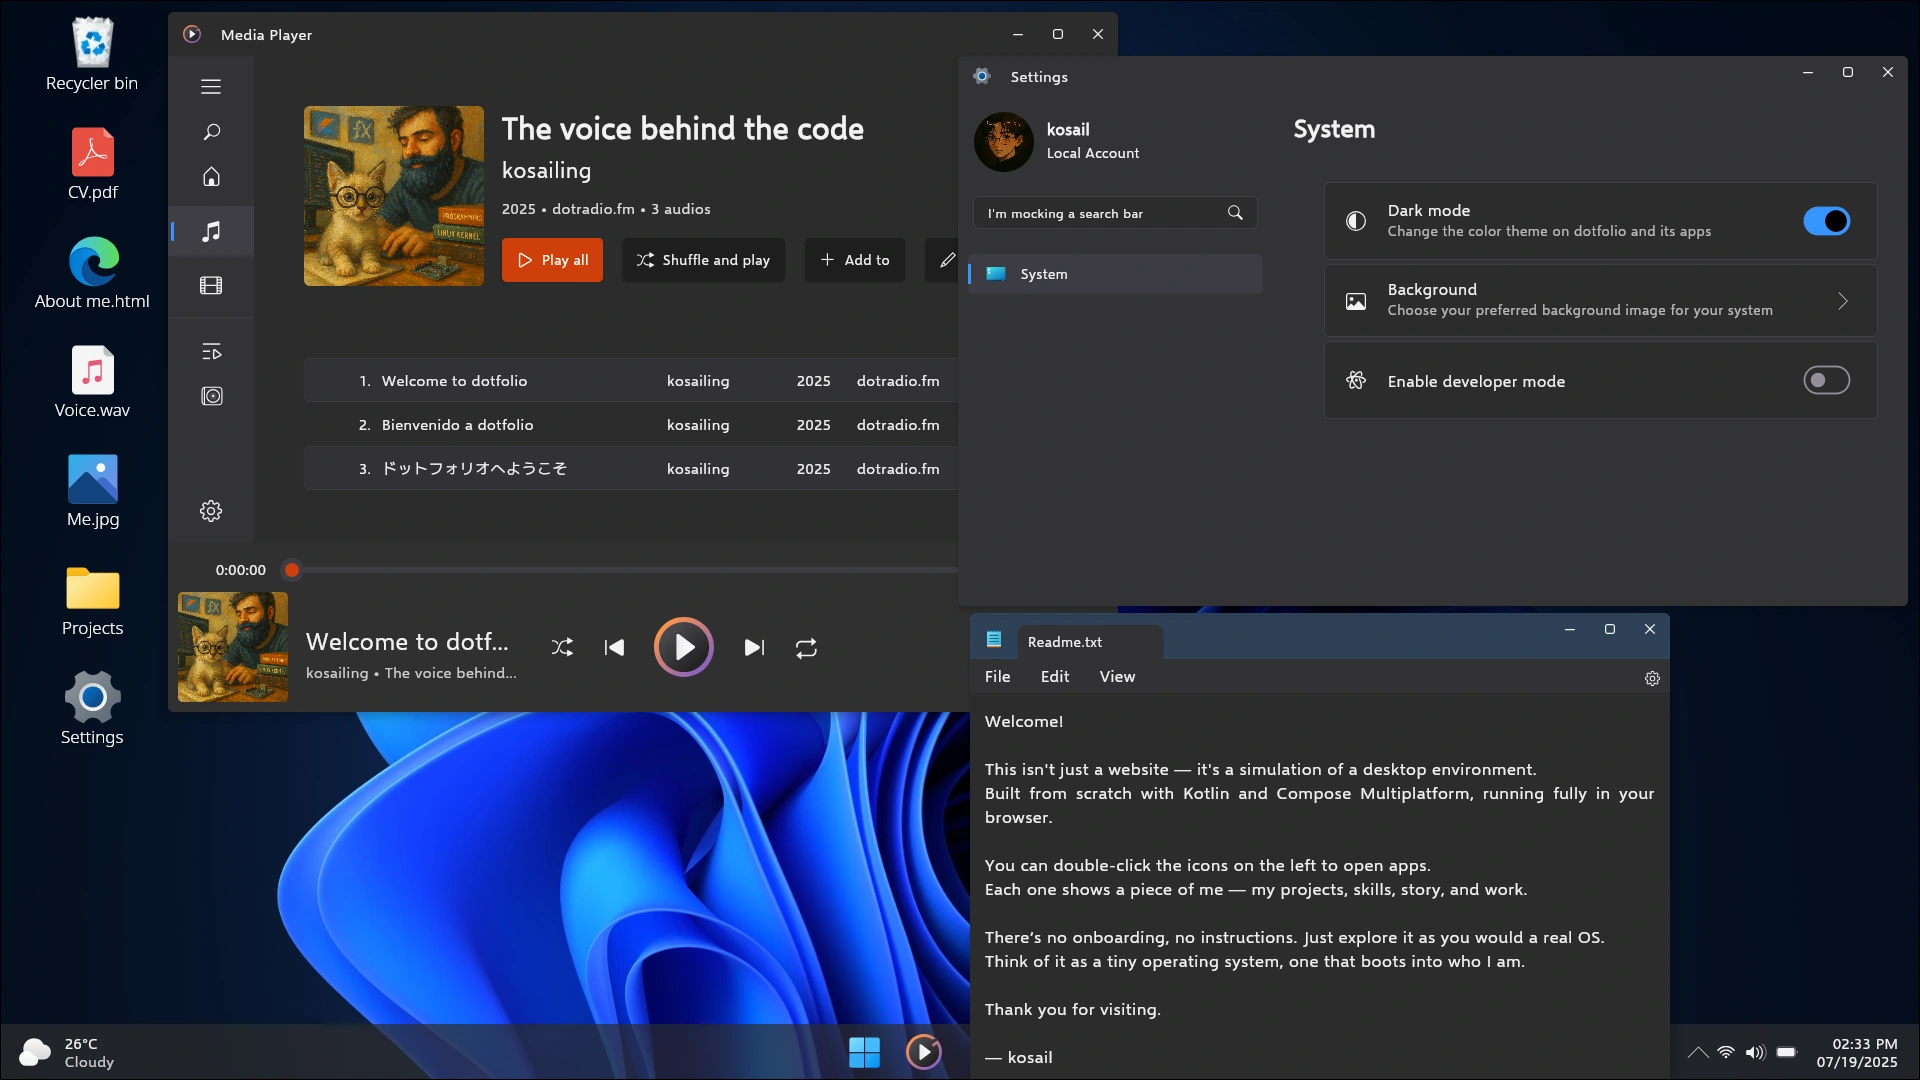 Recycler bin
CV.pdf
About me.html
Voice.wav
Me.jpg
Projects
Settings
Media Player
The voice behind the code
kosailing
2025 • dotradio.fm • 3 audios
Play all
Shuffle and play
Add to
1. Welcome to dotfolio kosailing 2025 dotradio.fm
2. Bienvenido a dotfolio kosailing 2025 dotradio.fm
3. ドットフォリオへようこそ kosailing 2025 dotradio.fm
0:00:00
Welcome to dotf...
kosailing • The voice behind...
Settings
kosail
Local Account
I'm mocking a search bar
System
System
Dark mode
Change the color theme on dotfolio and its apps
Background
Choose your preferred background image for your system
Enable developer mode
Readme.txt
File Edit View
Welcome!
This isn't just a website — it's a simulation of a desktop environment.
Built from scratch with Kotlin and Compose Multiplatform, running fully in your
browser.
You can double-click the icons on the left to open apps.
Each one shows a piece of me — my projects, skills, story, and work.
There’s no onboarding, no instructions. Just explore it as you would a real OS.
Think of it as a tiny operating system, one that boots into who I am.
Thank you for visiting.
— kosail
26°C
Cloudy
02:33 PM
07/19/2025